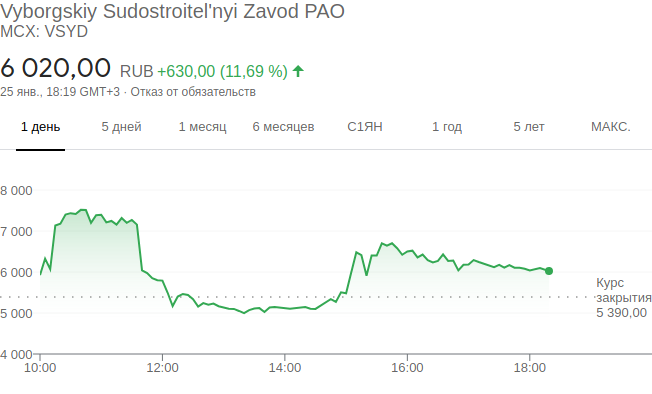 Vyborgskiy Sudostroitel'nyi Zavod PAO
MCX: VSYD
6 020,00 RUB +630,00 (11,69 %)
25 янв., 18:19 GMT+3 · Отказ от обязательств
1 день 5 дней 1 месяц 6 месяцев С1ЯН 1 год 5 лет МАКС.
8 000
7 000
6 000
Курс
закрытия
5 390,00
5 000
4 000
10:00 12:00 14:00 16:00 18:00